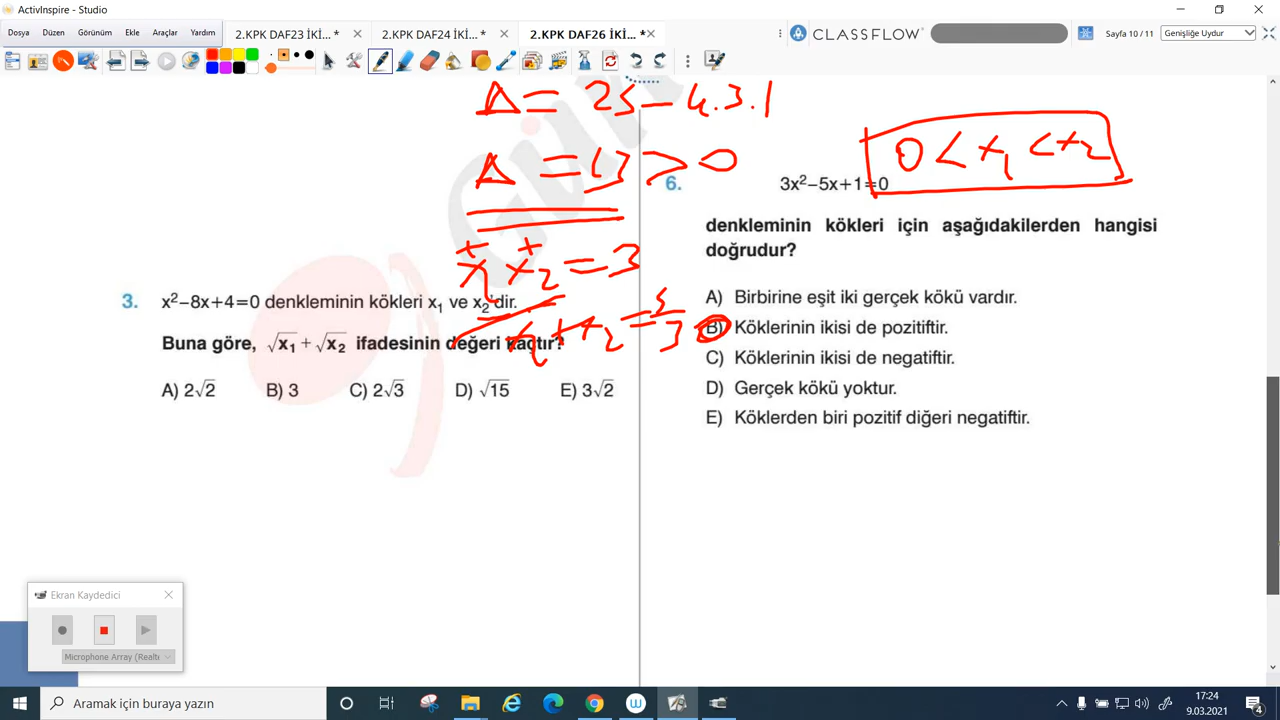 ActivInspire - Studio
Dosya Düzen Görünüm Ekle Araçlar Yardım
2.KPK DAF23 İKİ... * 2.KPK DAF24 İKİ... * 2.KPK DAF26 İKİ... *
CLASSFLOW
Sayfa 10 / 11
Genişliğe Uydur
Δ = 25 - 4.3.1
Δ = 13 > 0
x1 x2 = 3
x1 + x2 = 5/3
3. x²−8x+4=0 denkleminin kökleri x₁ ve x₂'dir.
Buna göre, √x₁ + √x₂ ifadesinin değeri kaçtır?
A) 2√2 B) 3 C) 2√3 D) √15 E) 3√2
0 < x1 < x2
6. 3x²−5x+1=0
denkleminin kökleri için aşağıdakilerden hangisi
doğrudur?
A) Birbirine eşit iki gerçek kökü vardır.
B) Köklerinin ikisi de pozitiftir.
C) Köklerinin ikisi de negatiftir.
D) Gerçek kökü yoktur.
E) Köklerden biri pozitif diğeri negatiftir.
Ekran Kaydedici
Microphone Array (Realte
Aramak için buraya yazın
17:24
9.03.2021
4